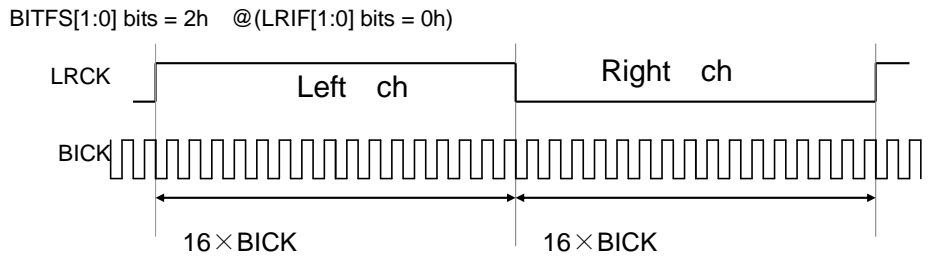 BITFS[1:0] bits = 2h @(LRIF[1:0] bits = 0h)
LRCK
Left ch
Right ch
BICK
16×BICK
16×BICK